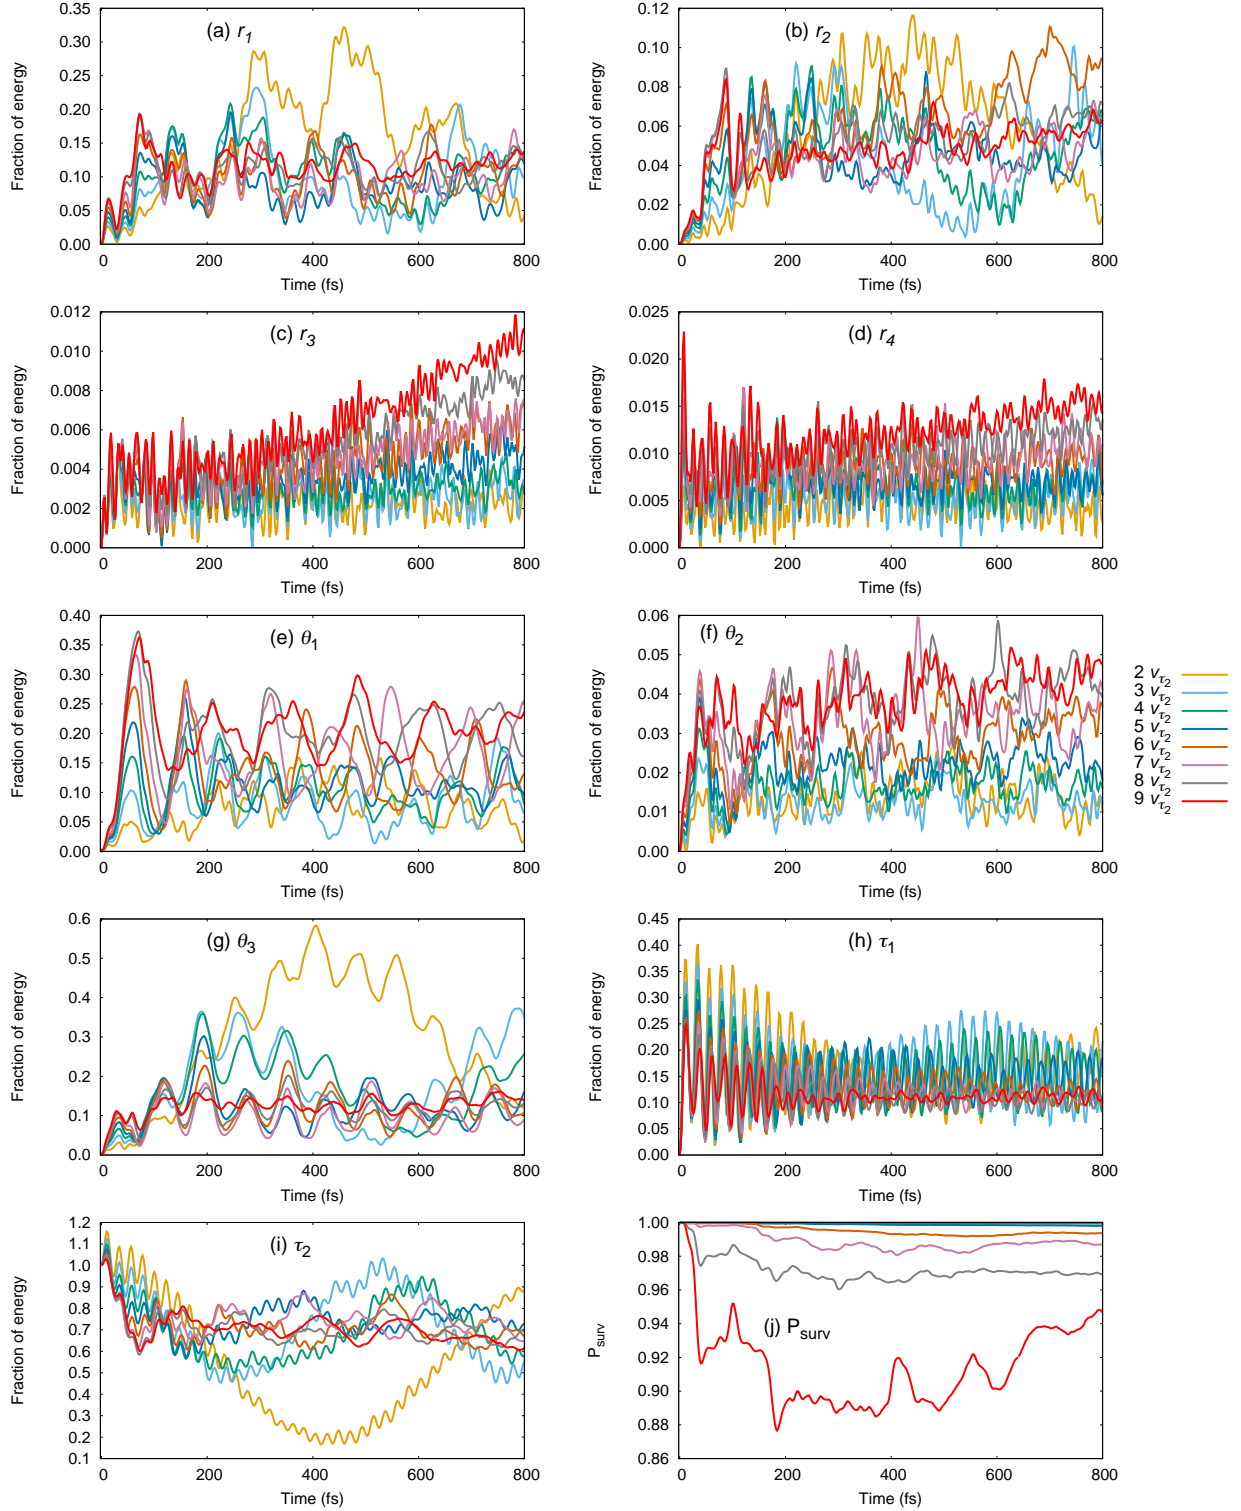 (a) r1
Fraction of energy
0.35
0.30
0.25
0.20
0.15
0.10
0.05
0.00
0 200 400 600 800
Time (fs)
(b) r2
Fraction of energy
0.12
0.10
0.08
0.06
0.04
0.02
0.00
0 200 400 600 800
Time (fs)
(c) r3
Fraction of energy
0.012
0.010
0.008
0.006
0.004
0.002
0.000
0 200 400 600 800
Time (fs)
(d) r4
Fraction of energy
0.025
0.020
0.015
0.010
0.005
0.000
0 200 400 600 800
Time (fs)
(e) θ1
Fraction of energy
0.40
0.35
0.30
0.25
0.20
0.15
0.10
0.05
0.00
0 200 400 600 800
Time (fs)
(f) θ2
Fraction of energy
0.06
0.05
0.04
0.03
0.02
0.01
0.00
0 200 400 600 800
Time (fs)
2 vτ2
3 vτ2
4 vτ2
5 vτ2
6 vτ2
7 vτ2
8 vτ2
9 vτ2
(g) θ3
Fraction of energy
0.6
0.5
0.4
0.3
0.2
0.1
0.0
0 200 400 600 800
Time (fs)
(h) τ1
Fraction of energy
0.45
0.40
0.35
0.30
0.25
0.20
0.15
0.10
0.05
0.00
0 200 400 600 800
Time (fs)
(i) τ2
Fraction of energy
1.2
1.1
1.0
0.9
0.8
0.7
0.6
0.5
0.4
0.3
0.2
0.1
0 200 400 600 800
Time (fs)
(j) Psurv
Psurv
1.00
0.98
0.96
0.94
0.92
0.90
0.88
0.86
0 200 400 600 800
Time (fs)